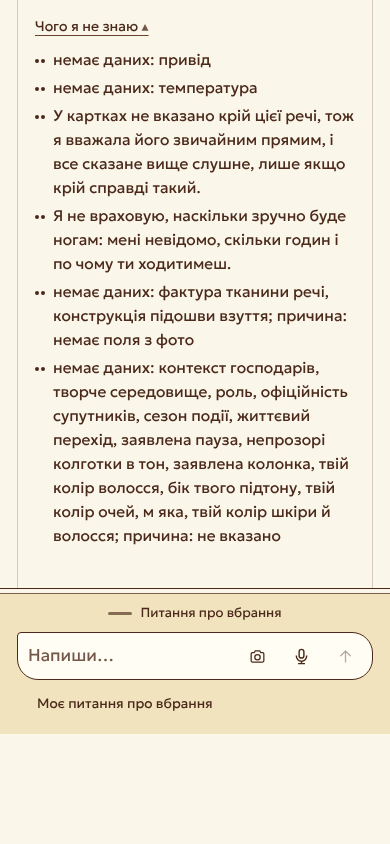 Чого я не знаю ▴
•• немає даних: привід
•• немає даних: температура
•• У картках не вказано крій цієї речі, тож
я вважала його звичайним прямим, і
все сказане вище слушне, лише якщо
крій справді такий.
•• Я не враховую, наскільки зручно буде
ногам: мені невідомо, скільки годин і
по чому ти ходитимеш.
•• немає даних: фактура тканини речі,
конструкція підошви взуття; причина:
немає поля з фото
•• немає даних: контекст господарів,
творче середовище, роль, офіційність
супутників, сезон події, життєвий
перехід, заявлена пауза, непрозорі
колготки в тон, заявлена колонка, твій
колір волосся, бік твого підтону, твій
колір очей, м яка, твій колір шкіри й
волосся; причина: не вказано
Питання про вбрання
Напиши...
Моє питання про вбрання